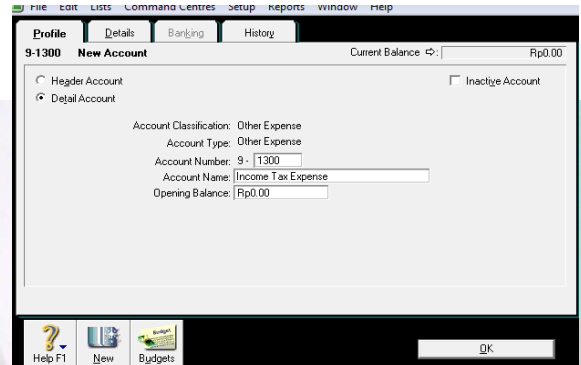 File Edit Lists Command Centres Setup Reports Window Help
Profile Details Banking History
9-1300 New Account Current Balance ⇨: Rp0.00
Header Account Inactive Account
Detail Account
Account Classification: Other Expense
Account Type: Other Expense
Account Number: 9 - 1300
Account Name: Income Tax Expense
Opening Balance: Rp0.00
Budget
Help F1 New Budgets OK